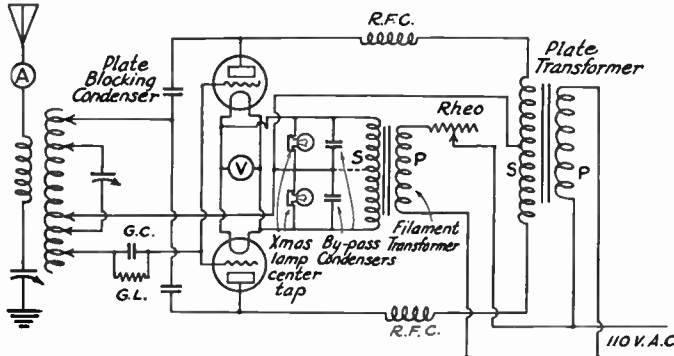 R.F.C.
A
Plate
Blocking
Condenser
Plate
Transformer
Rheo
V
S
P
S
P
G.C.
G.L.
Xmas
lamp
center
tap
By-pass
Condensers
Filament
Transformer
R.F.C.
110 V. A.C.